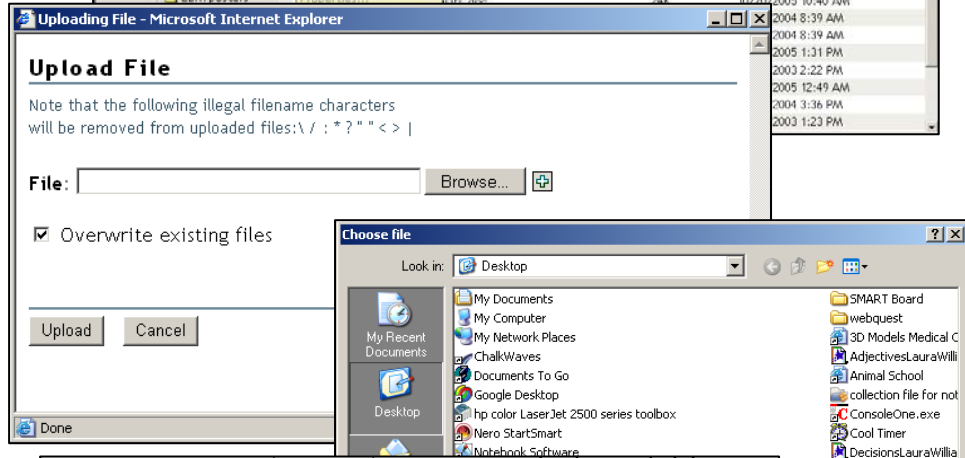 Uploading File - Microsoft Internet Explorer
2004 8:39 AM
2004 8:39 AM
2005 1:31 PM
2003 2:22 PM
2005 12:49 AM
2004 3:36 PM
2003 1:23 PM
Upload File
Note that the following illegal filename characters
will be removed from uploaded files:\ / : * ? " " < > |
File:
Browse...
Overwrite existing files
Upload
Cancel
Done
Choose file
Look in:
Desktop
My Recent
Documents
Desktop
My Documents
My Computer
My Network Places
ChalkWaves
Documents To Go
Google Desktop
hp color LaserJet 2500 series toolbox
Nero StartSmart
Notebook Software
SMART Board
webquest
3D Models Medical C
AdjectivesLauraWilli
Animal School
collection file for not
ConsoleOne.exe
Cool Timer
DecisionsLauraWillia